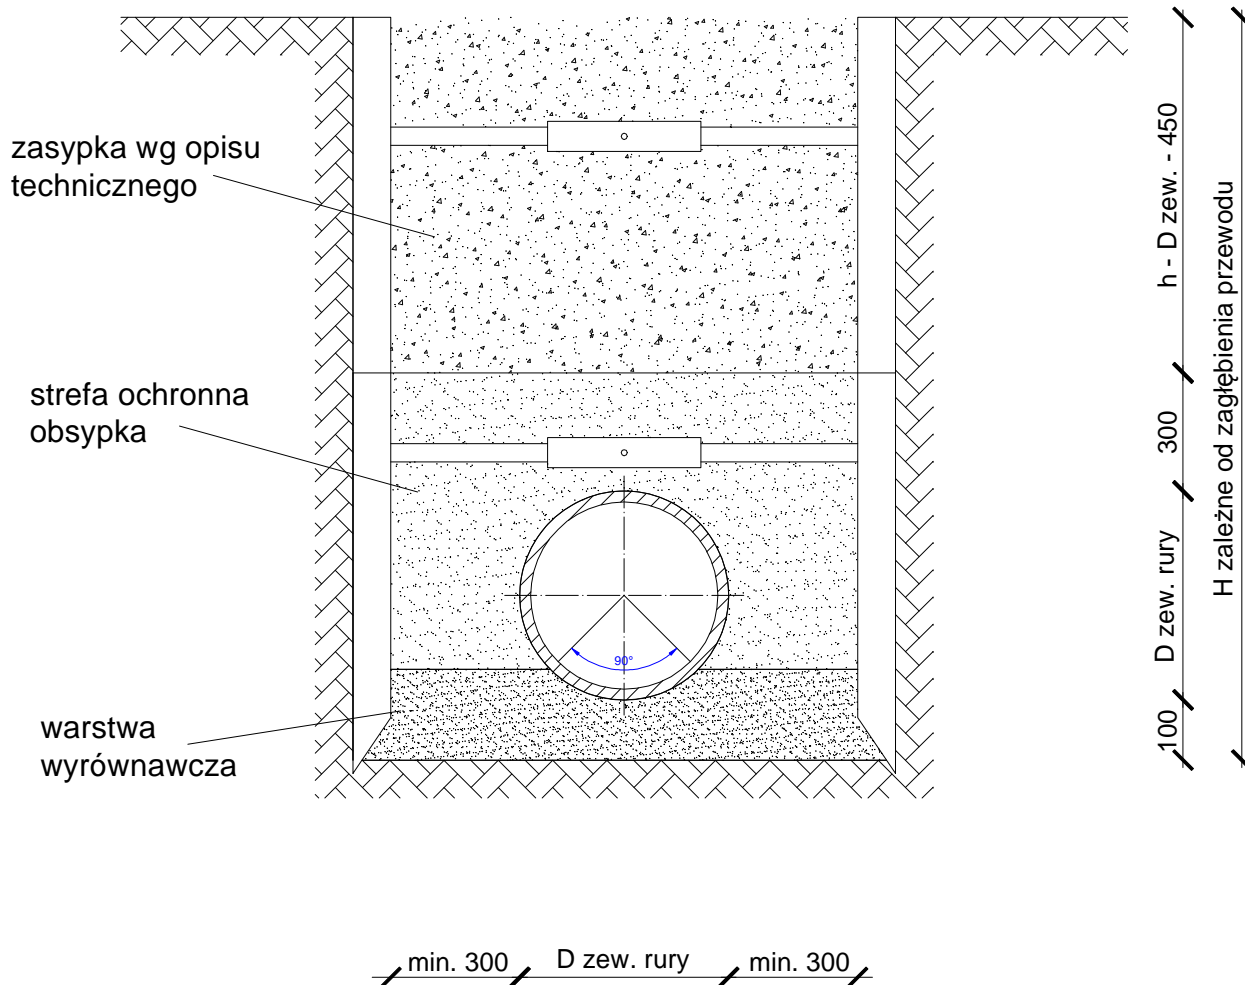 zasypka wg opisu
technicznego
strefa ochronna
obsypka
warstwa
wyrównawcza
90°
h - D zew. - 450
300
D zew. rury
100
H zależne od zagłębienia przewodu
min. 300
D zew. rury
min. 300